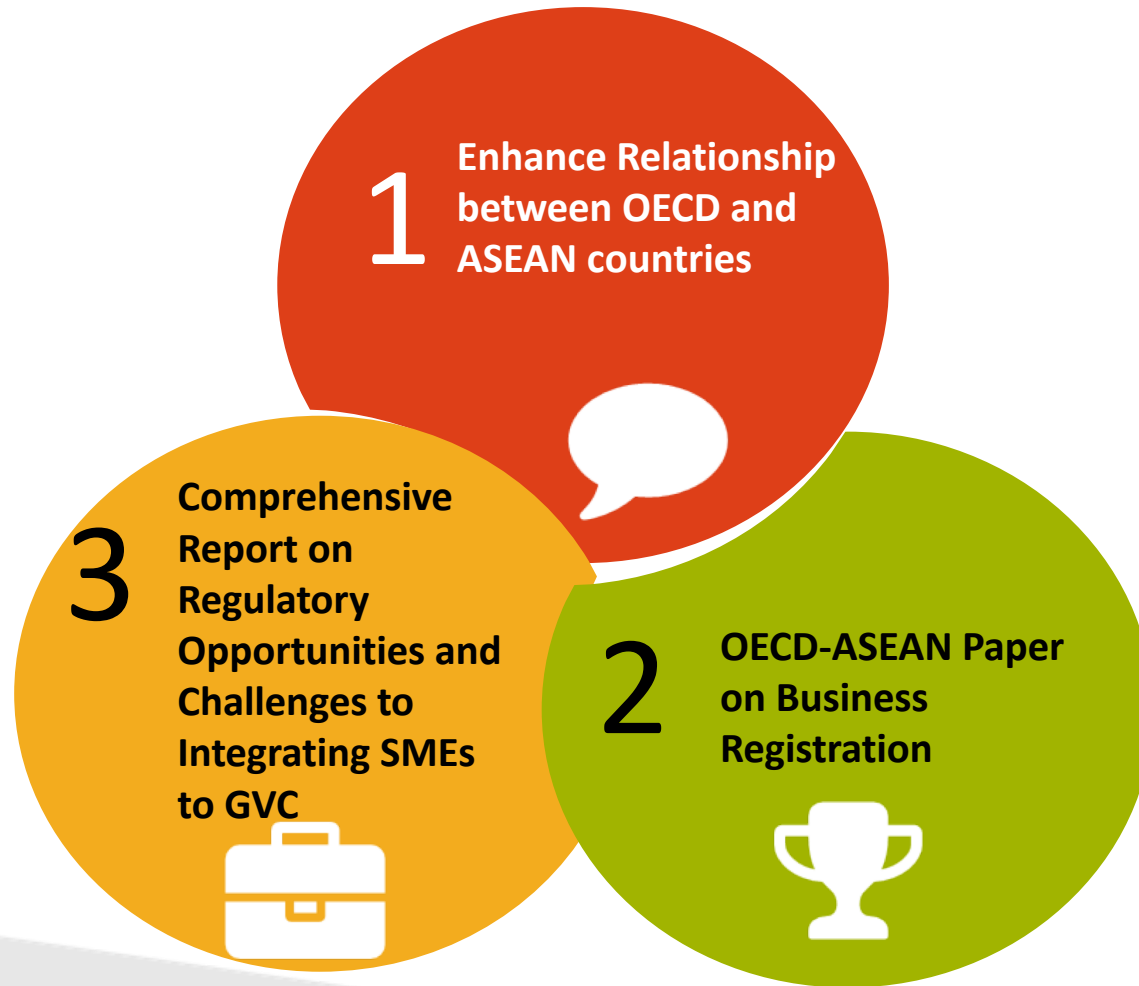 1
Enhance Relationship
between OECD and
ASEAN countries
2
OECD-ASEAN Paper
on Business
Registration
3
Comprehensive
Report on
Regulatory
Opportunities and
Challenges to
Integrating SMEs
to GVC